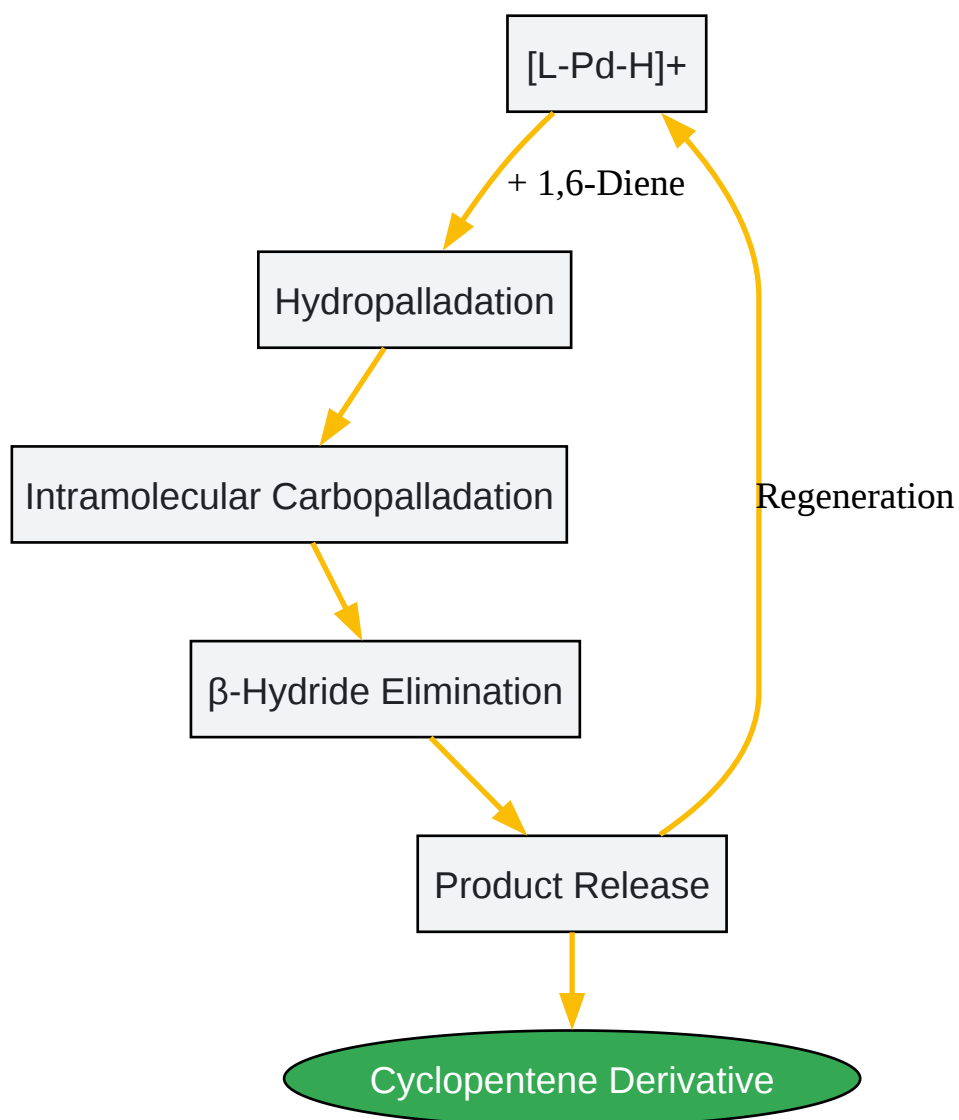 [L-Pd-H]+
+ 1,6-Diene
Hydropalladation
Intramolecular Carbopalladation
Regeneration
β-Hydride Elimination
Product Release
Cyclopentene Derivative